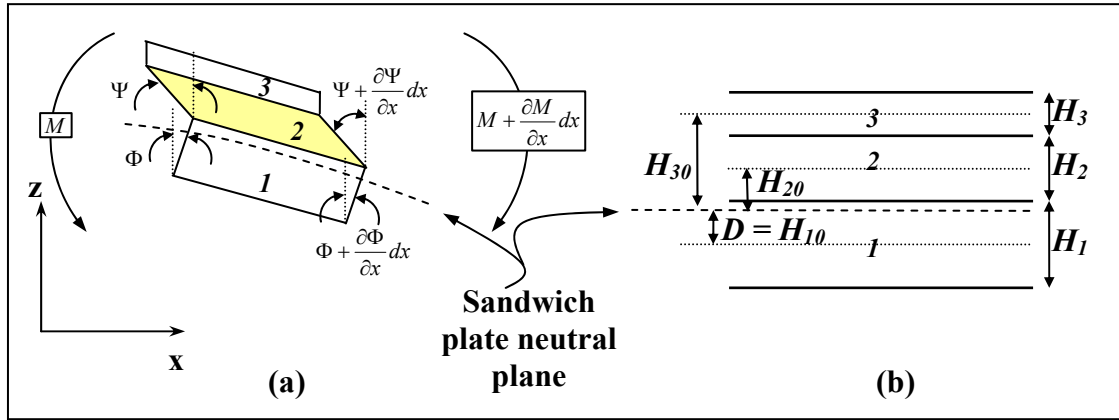 M
Ψ
Φ
3
2
1
Ψ + ∂Ψ/∂x dx
Φ + ∂Φ/∂x dx
M + ∂M/∂x dx
z
x
(a)
Sandwich
plate neutral
plane
H30
H20
D = H10
3
2
1
H3
H2
H1
(b)